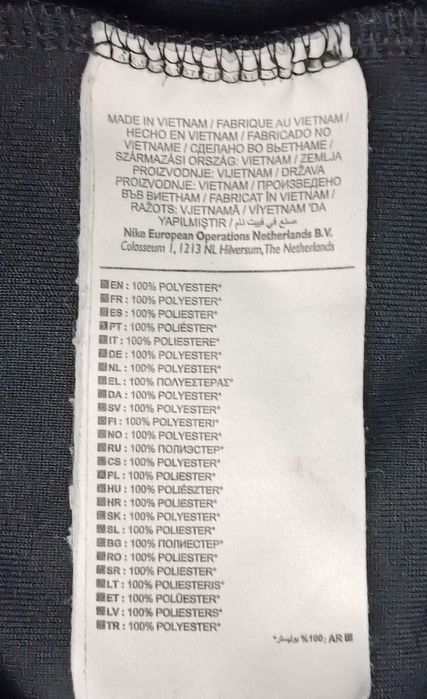 MADE IN VIETNAM / FABRIQUE AU VIETNAM /
HECHO EN VIETNAM / FABRICADO NO
VIETNAME / СДЕЛАНО ВО ВЬЕТНАМЕ /
SZÁRMAZÁSI ORSZÁG: VIETNAM / ZEMLJA
PROIZVODNJE: VIJETNAM / DRŽAVA
PROIZVODNJE: VIETNAM / ПРОИЗВЕДЕНО
ВЪВ ВИЕТНАМ / FABRICAT ÎN VIETNAM /
RAŽOTS: VJETNAMĀ / VİYETNAM 'DA
YAPILMIŞTIR / صنع في فييت نام
Nike European Operations Netherlands B.V.
Colosseum 1, 1213 NL Hilversum, The Netherlands
EN : 100% POLYESTER*
FR : 100% POLYESTER*
ES : 100% POLIÉSTER*
PT : 100% POLIÉSTER*
IT : 100% POLIESTERE*
DE : 100% POLYESTER*
NL : 100% POLYESTER*
EL : 100% ΠΟΛΥΕΣΤΕΡΑΣ*
DA : 100% POLYESTER*
SV : 100% POLYESTER*
FI : 100% POLYESTERI*
NO : 100% POLYESTER*
RU : 100% ПОЛИЭСТЕР*
CS : 100% POLYESTER*
PL : 100% POLIESTER*
HU : 100% POLIÉSZTER*
HR : 100% POLIESTER*
SK : 100% POLYESTER*
SL : 100% POLIESTER*
BG : 100% ПОЛИЕСТЕР*
RO : 100% POLIESTER*
SR : 100% POLIESTER*
LT : 100% POLIESTERIS*
ET : 100% POLÜESTER*
LV : 100% POLIESTERS*
TR : 100% POLYESTER*
AR :100% بوليستر*